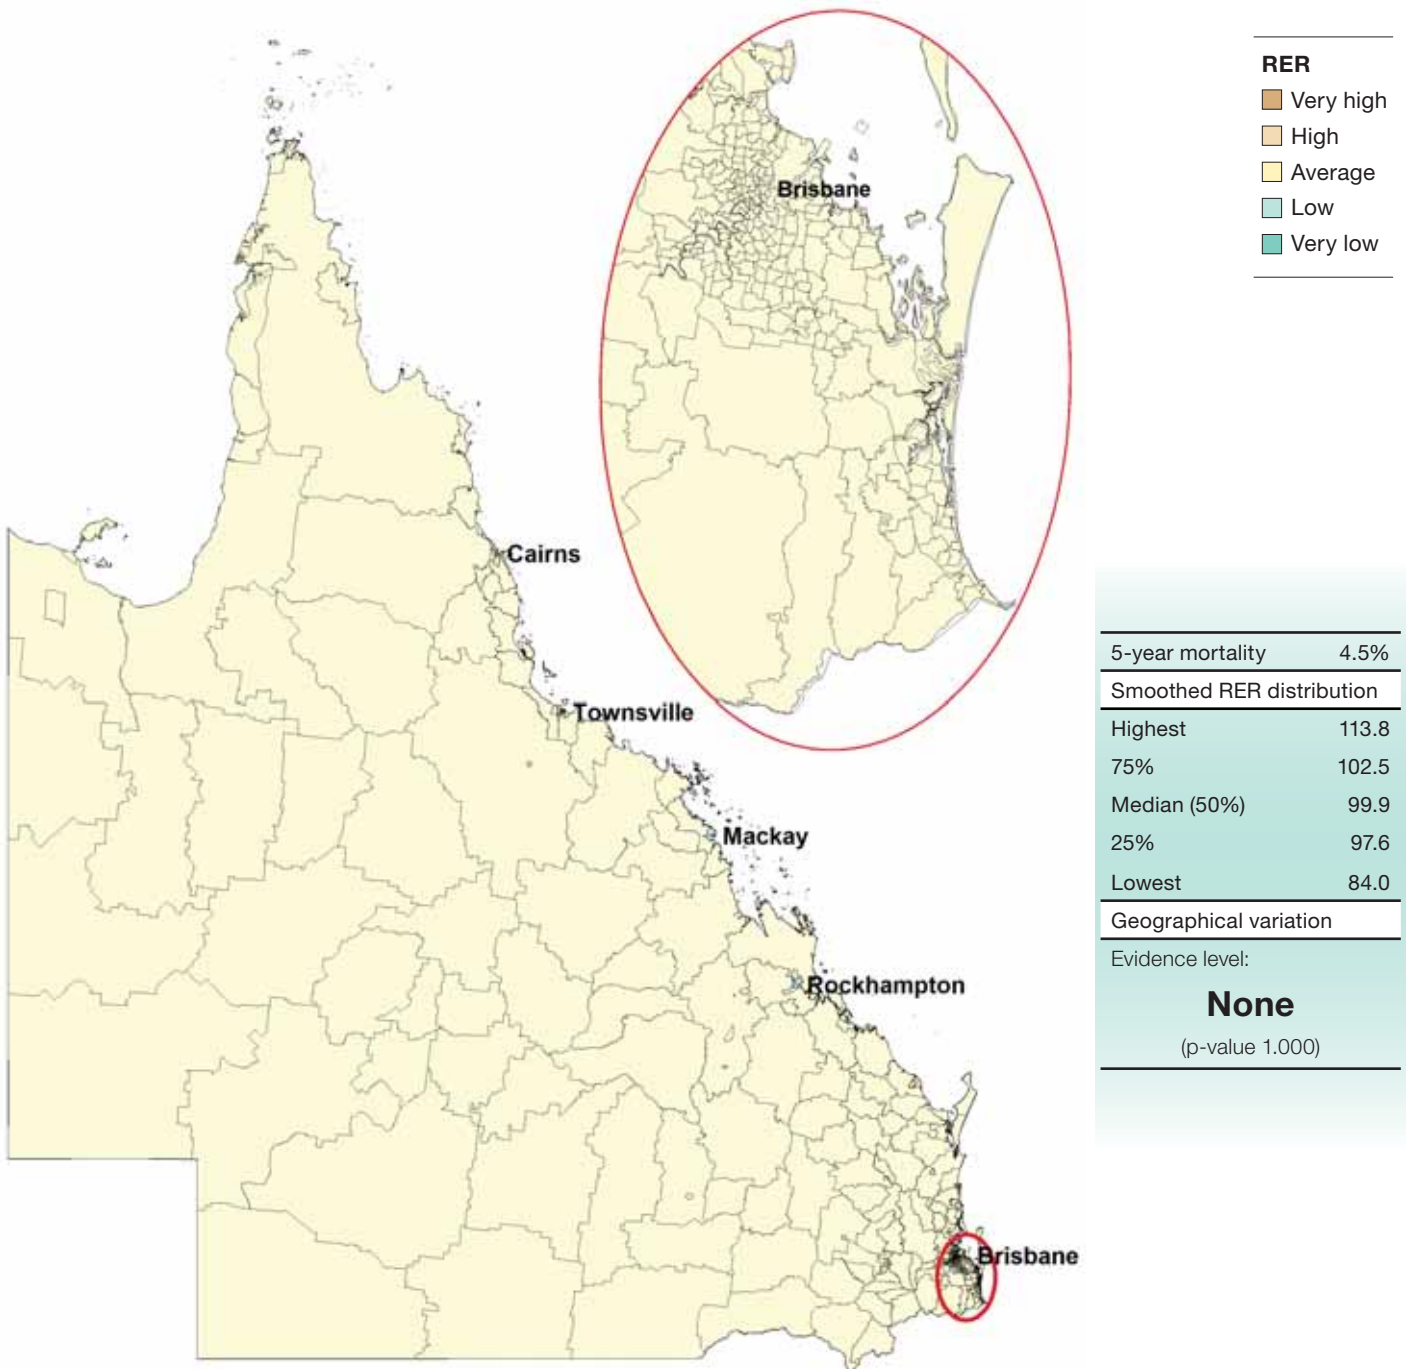 RER
Very high
High
Average
Low
Very low
Brisbane
Cairns
Townsville
Mackay
Rockhampton
Brisbane
5-year mortality 4.5%
Smoothed RER distribution
Highest 113.8
75% 102.5
Median (50%) 99.9
25% 97.6
Lowest 84.0
Geographical variation
Evidence level:
None
(p-value 1.000)